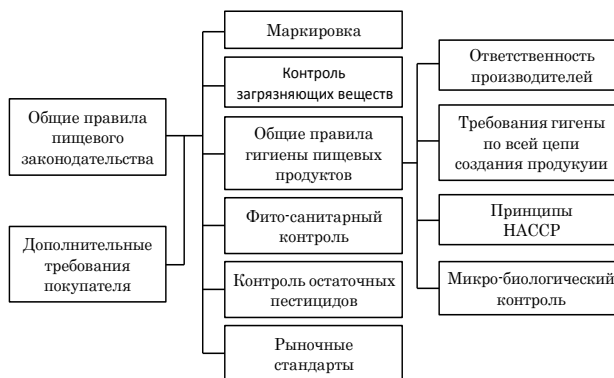 Общие правила
пищевого
законодательства
Дополнительные
требования
покупателя
Маркировка
Контроль
загрязняющих веществ
Общие правила
гигиены пищевых
продуктов
Фито-санитарный
контроль
Контроль остаточных
пестицидов
Рыночные
стандарты
Ответственность
производителей
Требования гигены
по всей цепи
создания продукуии
Принципы
НАССР
Микро-биологический
контроль